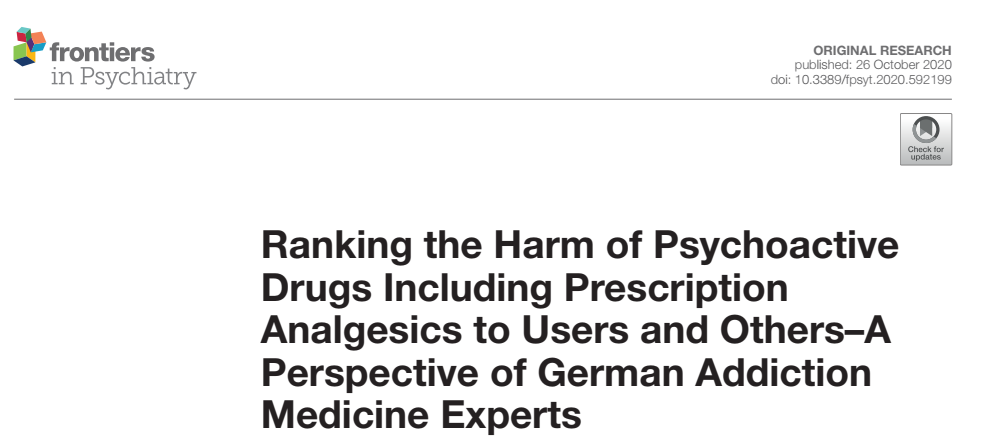 frontiers
in Psychiatry
ORIGINAL RESEARCH
published: 26 October 2020
doi: 10.3389/fpsyt.2020.592199
Check for
updates
Ranking the Harm of Psychoactive
Drugs Including Prescription
Analgesics to Users and Others–A
Perspective of German Addiction
Medicine Experts